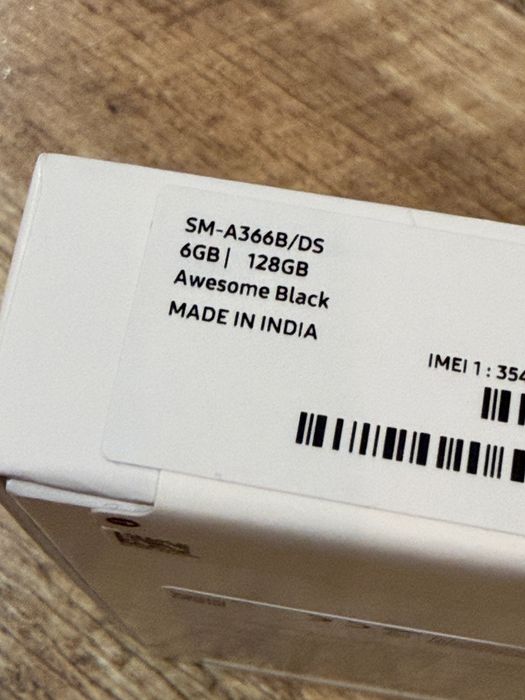 SM-A366B/DS
6GB | 128GB
Awesome Black
MADE IN INDIA
IMEI 1 : 354